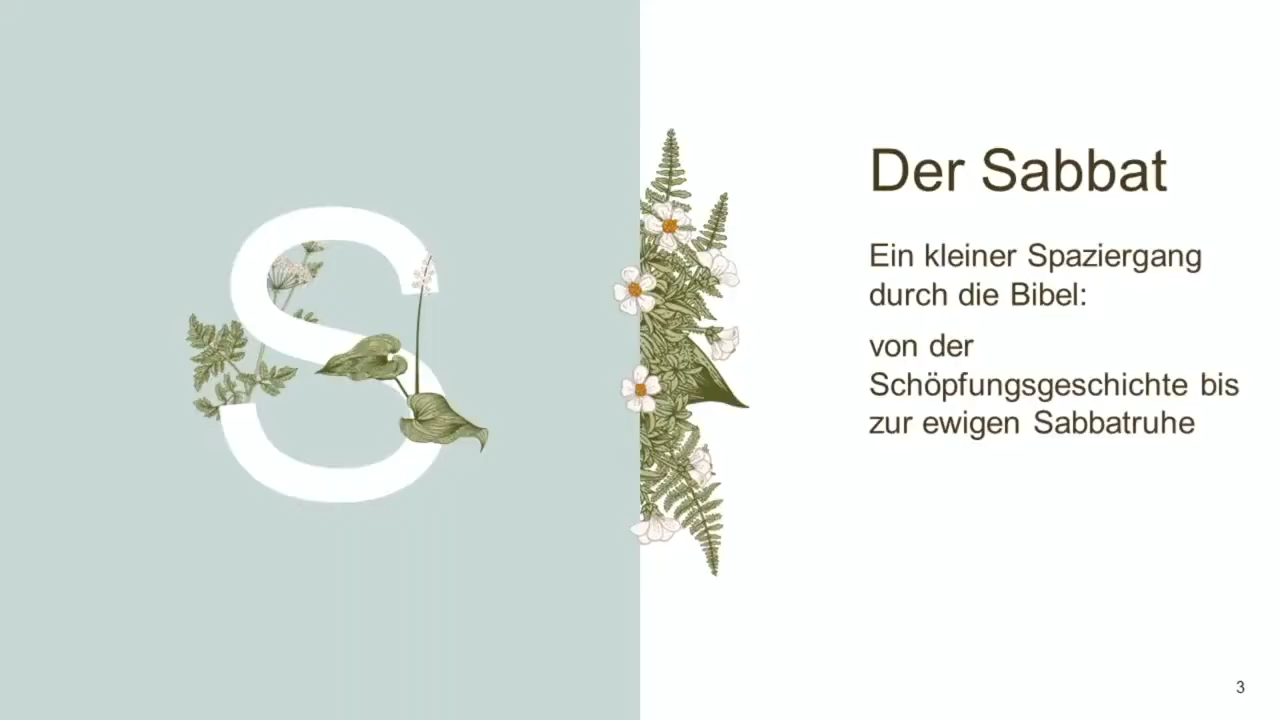 S
Der Sabbat
Ein kleiner Spaziergang
durch die Bibel:
von der
Schöpfungsgeschichte bis
zur ewigen Sabbatruhe
3